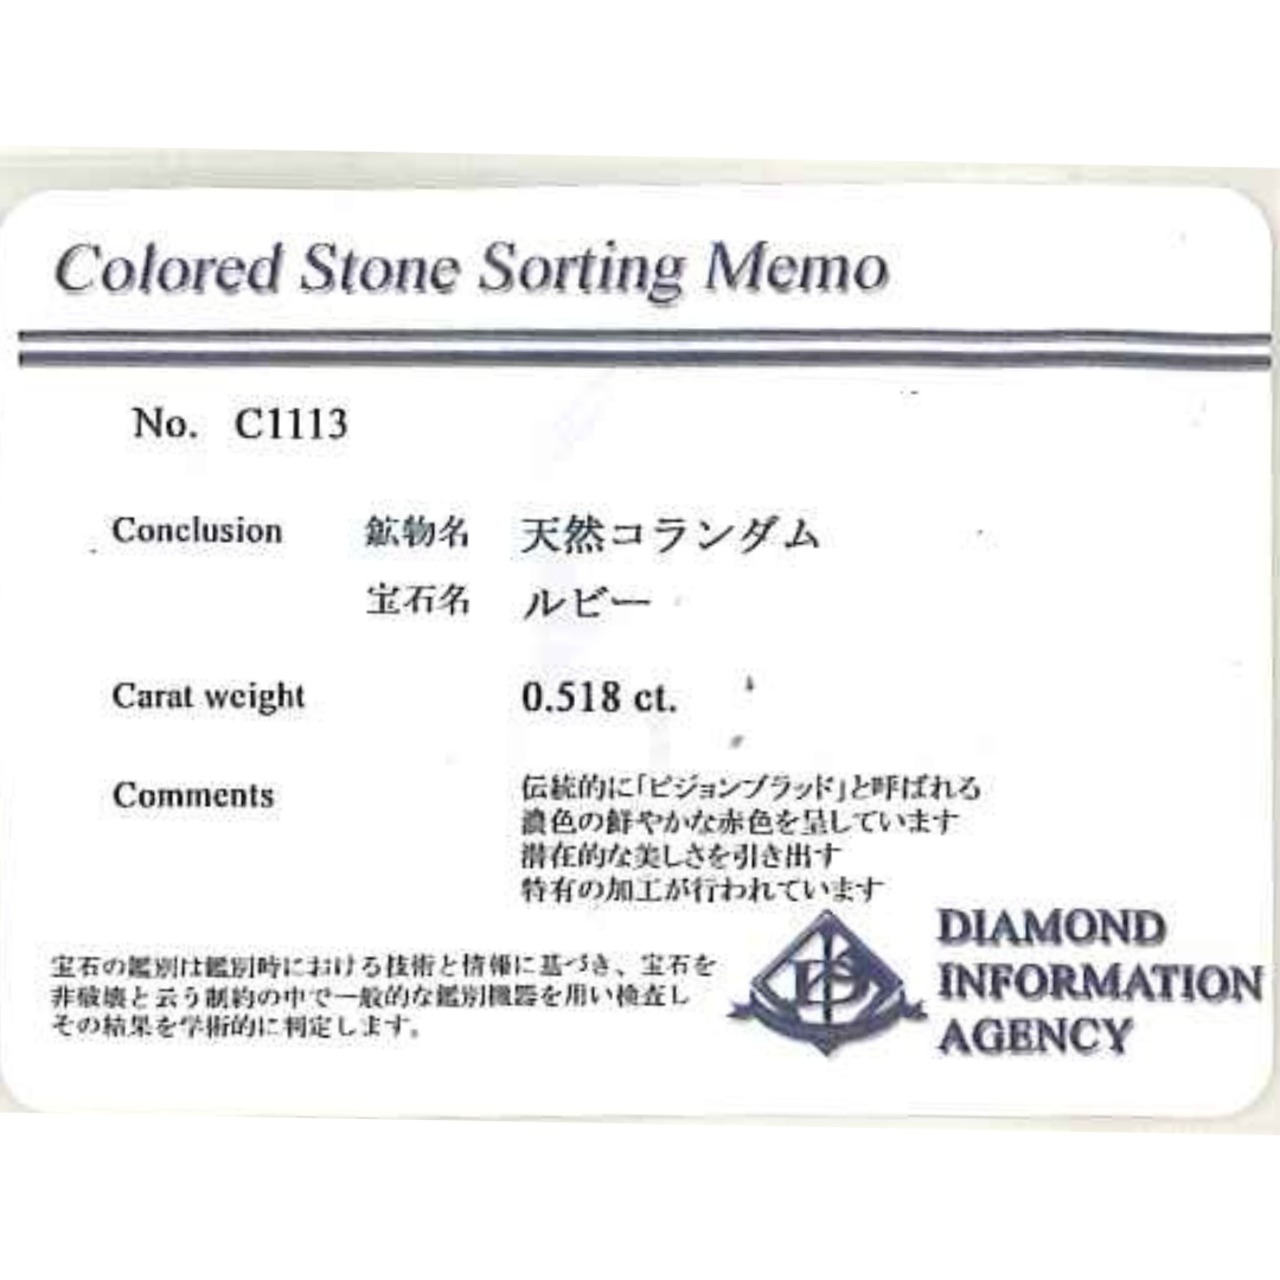 Colored Stone Sorting Memo
No. C1113
Conclusion 鉱物名 天然コランダム
宝石名 ルビー
Carat weight 0.518 ct.
Comments 伝統的に「ピジョンブラッド」と呼ばれる
濃色の鮮やかな赤色を呈しています
潜在的な美しさを引き出す
特有の加工が行われています
宝石の鑑別は鑑別時における技術と情報に基づき、宝石を
非破壊と云う制約の中で一般的な鑑別機器を用い検査し
その結果を学術的に判定します。
DIAMOND
INFORMATION
AGENCY